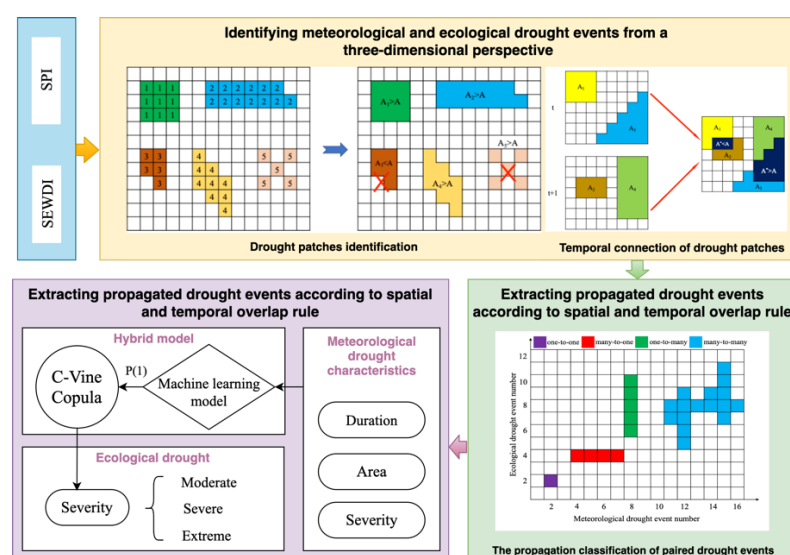 SPI
SEWDI
Identifying meteorological and ecological drought events from a
three-dimensional perspective
1 1 1
1 1 1
1 1 1
2 2 2 2 2 2
2 2 2 2 2 2 2
3 3
3 3
3
4
4
4 4 4
4 4
4
5 5
5
5 5
A₁>A
A₂>A
A₃<A
A₄>A
A₅>A
Drought patches identification
t
t+1
A₁
A₂
A₃
A₄
A₁
A₄
A*<A
A₃
A*>A
A₂
Temporal connection of drought patches
Extracting propagated drought events according to spatial
and temporal overlap rule
Hybrid model
C-Vine
Copula
P(1)
Machine learning
model
Meteorological
drought
characteristics
Duration
Area
Severity
Ecological drought
Severity
Moderate
Severe
Extreme
Extracting propagated drought events
according to spatial and temporal overlap rule
one-to-one
many-to-one
one-to-many
many-to-many
Ecological drought event number
12
10
8
6
4
2
2 4 6 8 10 12 14 16
Meteorological drought event number
The propagation classification of paired drought events